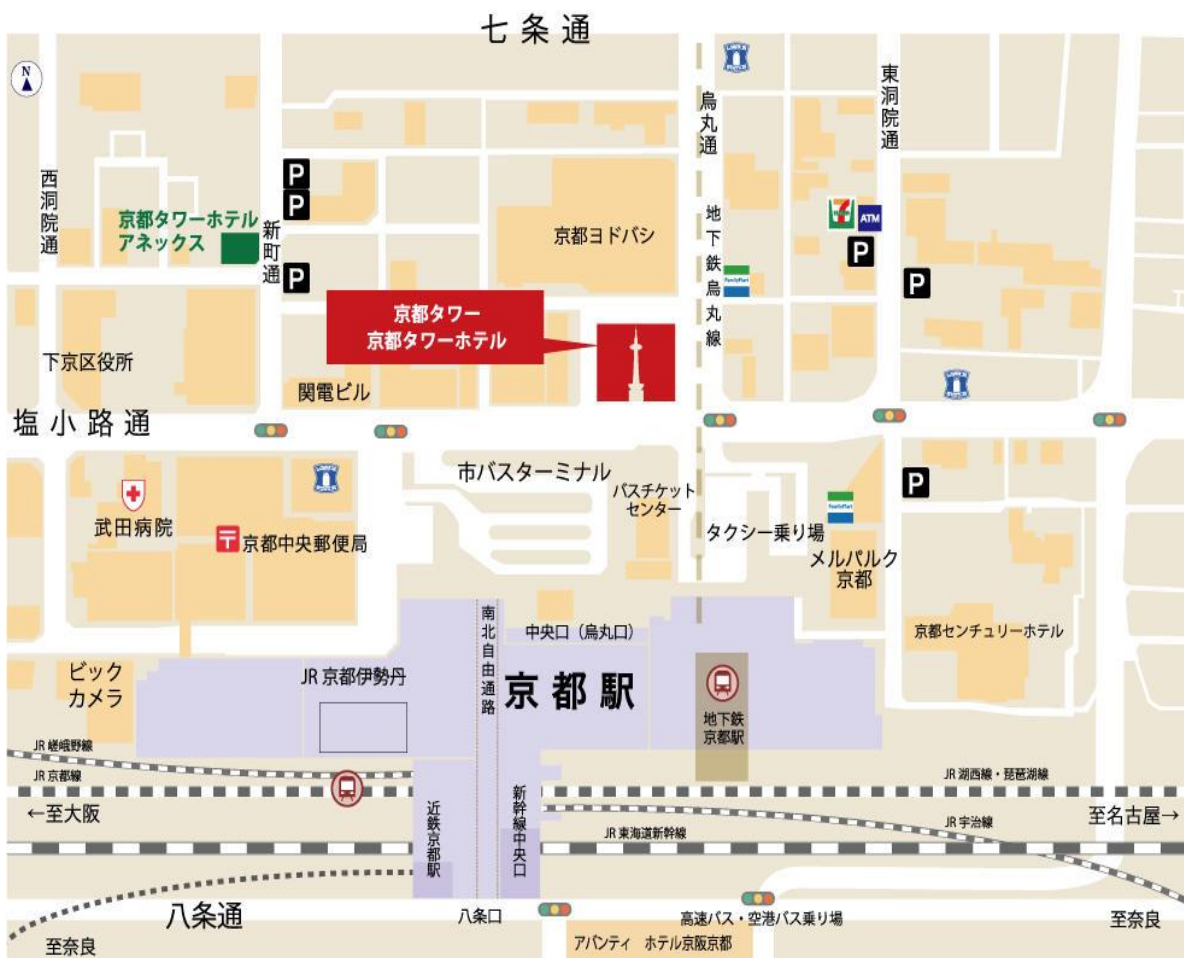 七条通
N
西洞院通
新町通
烏丸通
東洞院通
P
P
京都タワーホテル
アネックス
京都ヨドバシ
地下鉄烏丸線
ATM
P
P
P
FamilyMart
京都タワー
京都タワーホテル
下京区役所
関電ビル
塩小路通
市バスターミナル
バスチケット
センター
P
武田病院
京都中央郵便局
タクシー乗り場
FamilyMart
メルパルク
京都
南北自由通路
中央口(烏丸口)
京都センチュリーホテル
ビック
カメラ
JR 京都伊勢丹
京都駅
地下鉄
京都駅
JR 嵯峨野線
JR 京都線
JR 湖西線・琵琶湖線
←至大阪
近鉄京都駅
新幹線中央口
JR 東海道新幹線
JR 宇治線
至名古屋→
八条通
八条口
高速バス・空港バス乗り場
至奈良
至奈良
アバンティ ホテル京阪京都